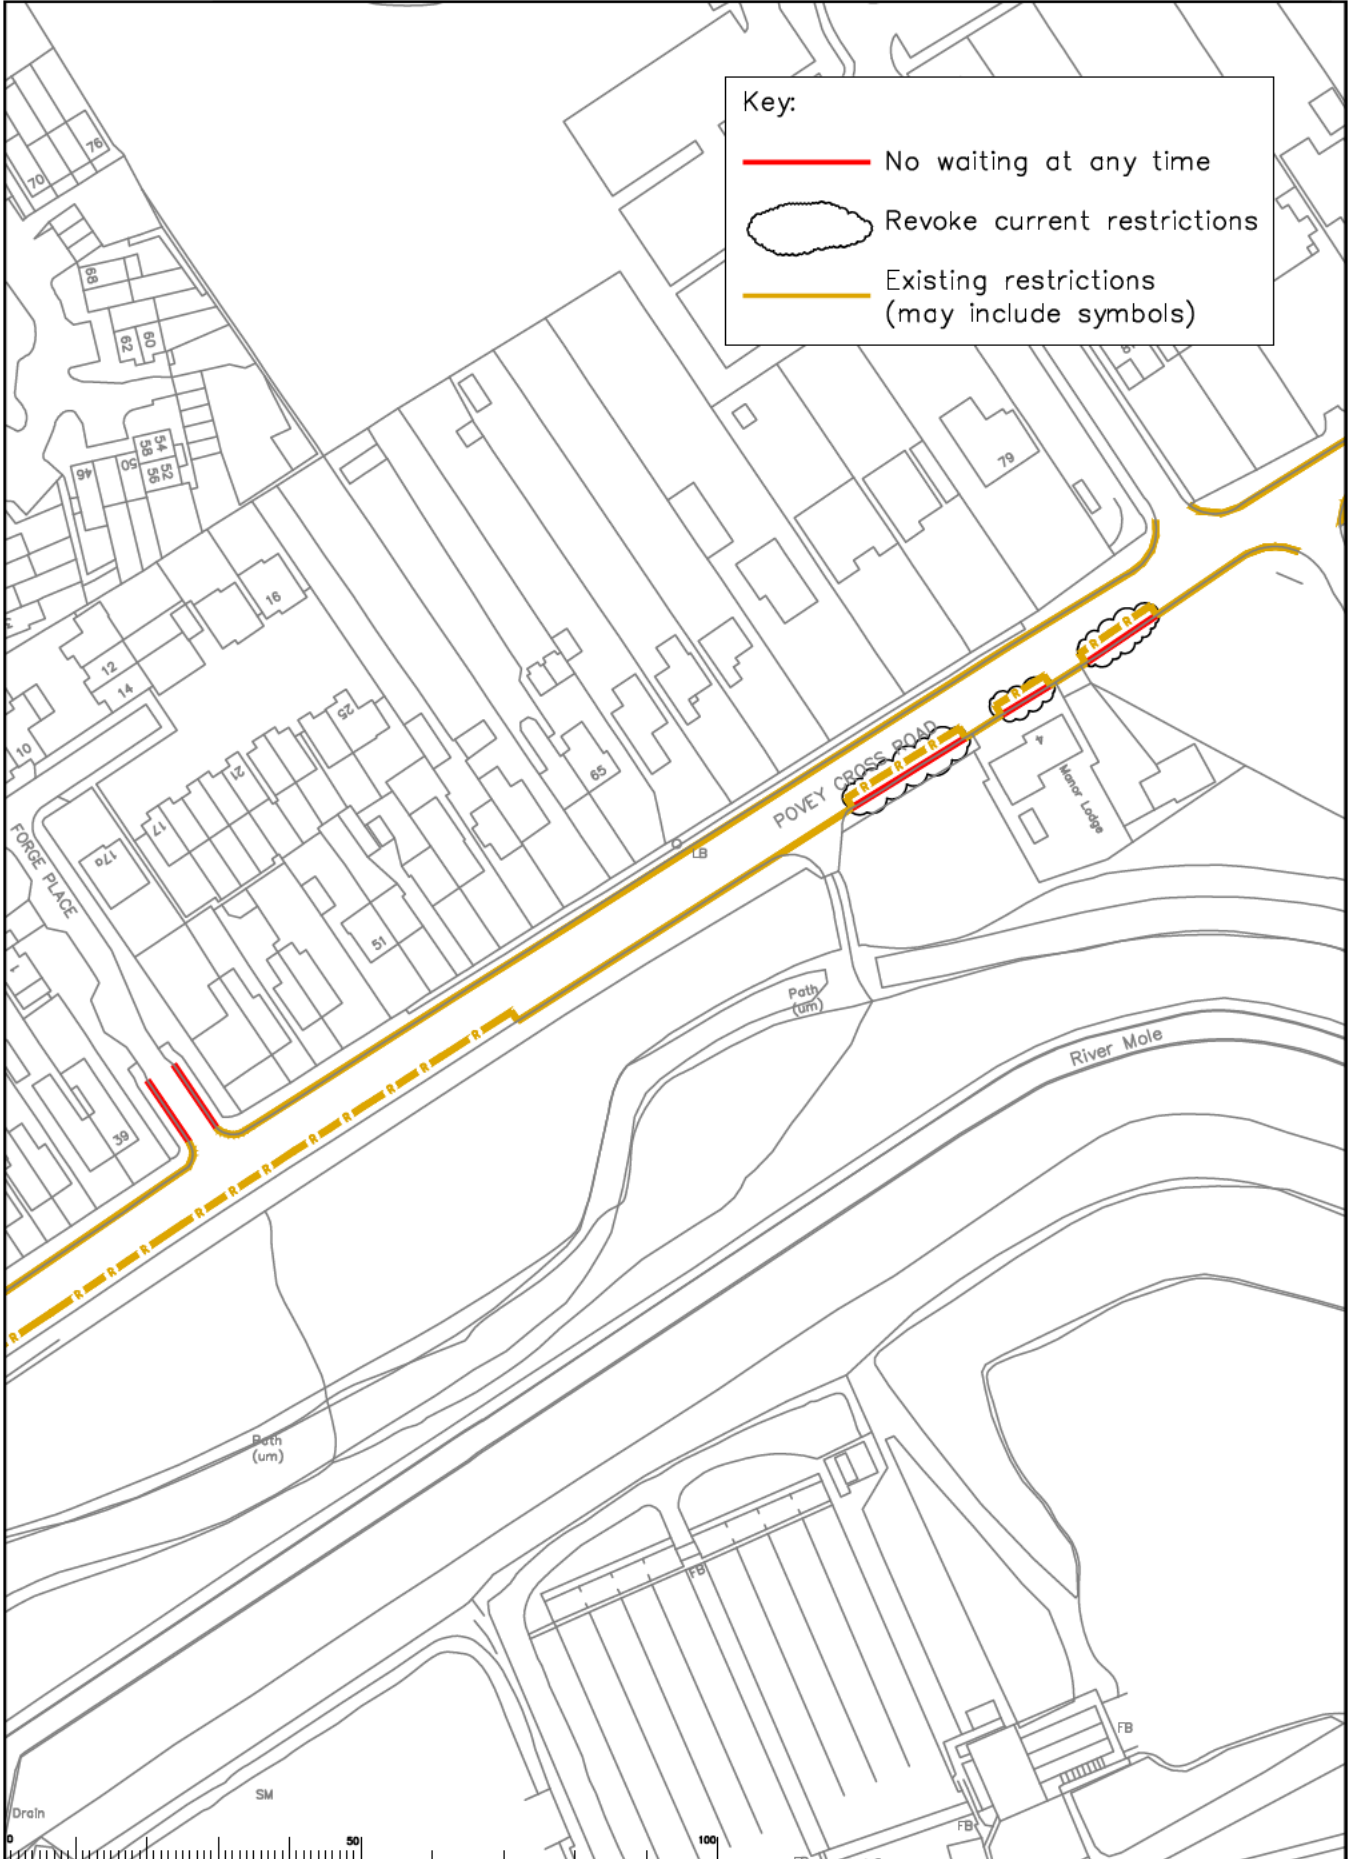 Key:
No waiting at any time
Revoke current restrictions
Existing restrictions
(may include symbols)
76
70
68
62
60
54
58
52
56
50
46
79
16
12
14
10
25
21
17
17a
65
51
39
1
4
Manor Lodge
POVEY CROSS ROAD
R R R
R
R R
LB
FORGE PLACE
Path
(um)
River Mole
R R R R R R R R R R R R
Path
(um)
FB
FB
FB
SM
Drain
0
50
100